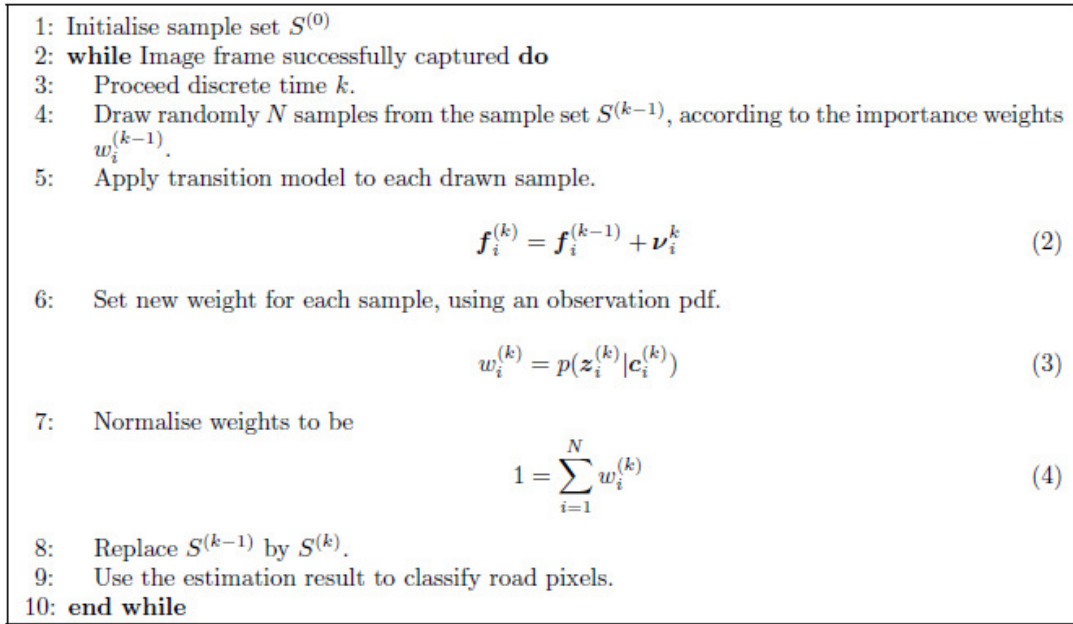 1: Initialise sample set S^(0)
2: while Image frame successfully captured do
3: Proceed discrete time k.
4: Draw randomly N samples from the sample set S^(k−1), according to the importance weights
w_i^(k−1).
5: Apply transition model to each drawn sample.
f_i^(k) = f_i^(k−1) + ν_i^k (2)
6: Set new weight for each sample, using an observation pdf.
w_i^(k) = p(z_i^(k)|c_i^(k)) (3)
7: Normalise weights to be
1 = ∑_{i=1}^{N} w_i^(k) (4)
8: Replace S^(k−1) by S^(k).
9: Use the estimation result to classify road pixels.
10: end while